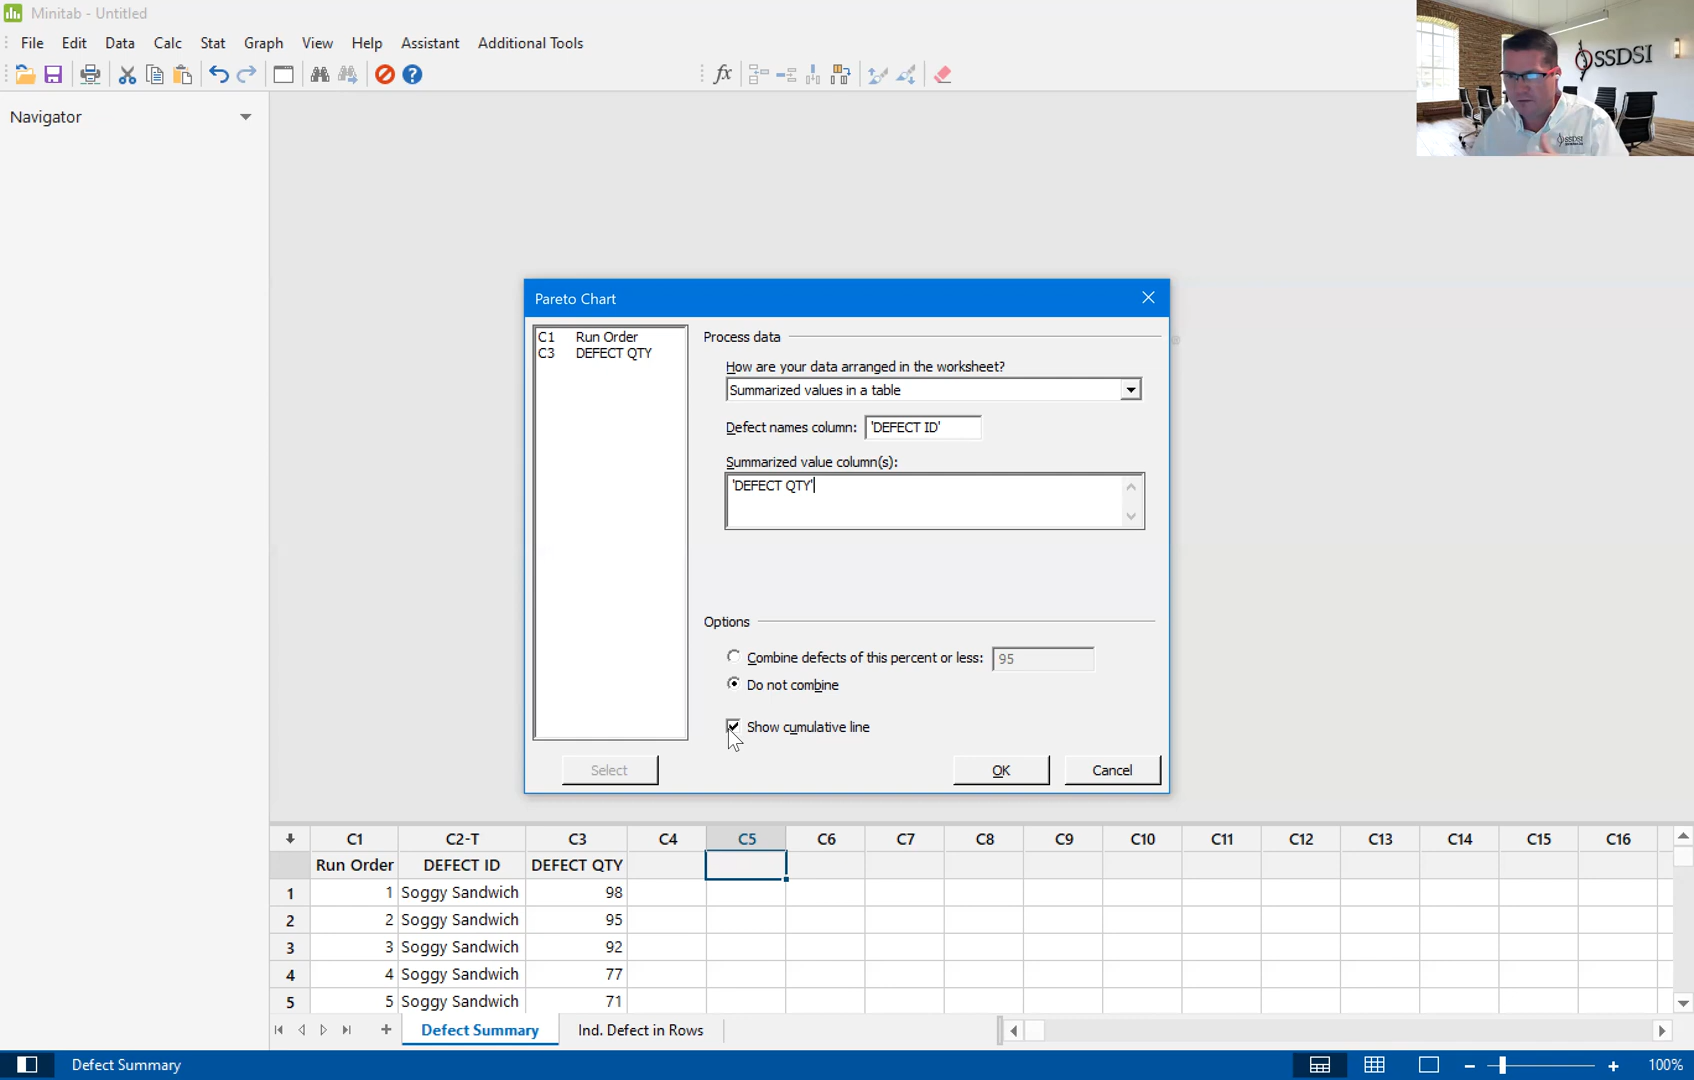 Minitab - Untitled
File Edit Data Calc Stat Graph View Help Assistant Additional Tools
fx
SSDSI
SSDSI
Navigator
Pareto Chart
C1 Run Order
C3 DEFECT QTY
Process data
How are your data arranged in the worksheet?
Summarized values in a table
Defect names column: 'DEFECT ID'
Summarized value column(s):
'DEFECT QTY'
Options
Combine defects of this percent or less: 95
Do not combine
Show cumulative line
Select OK Cancel
C1 C2-T C3 C4 C5 C6 C7 C8 C9 C10 C11 C12 C13 C14 C15 C16
Run Order DEFECT ID DEFECT QTY
1 1 Soggy Sandwich 98
2 2 Soggy Sandwich 95
3 3 Soggy Sandwich 92
4 4 Soggy Sandwich 77
5 5 Soggy Sandwich 71
Defect Summary Ind. Defect in Rows
Defect Summary 100%